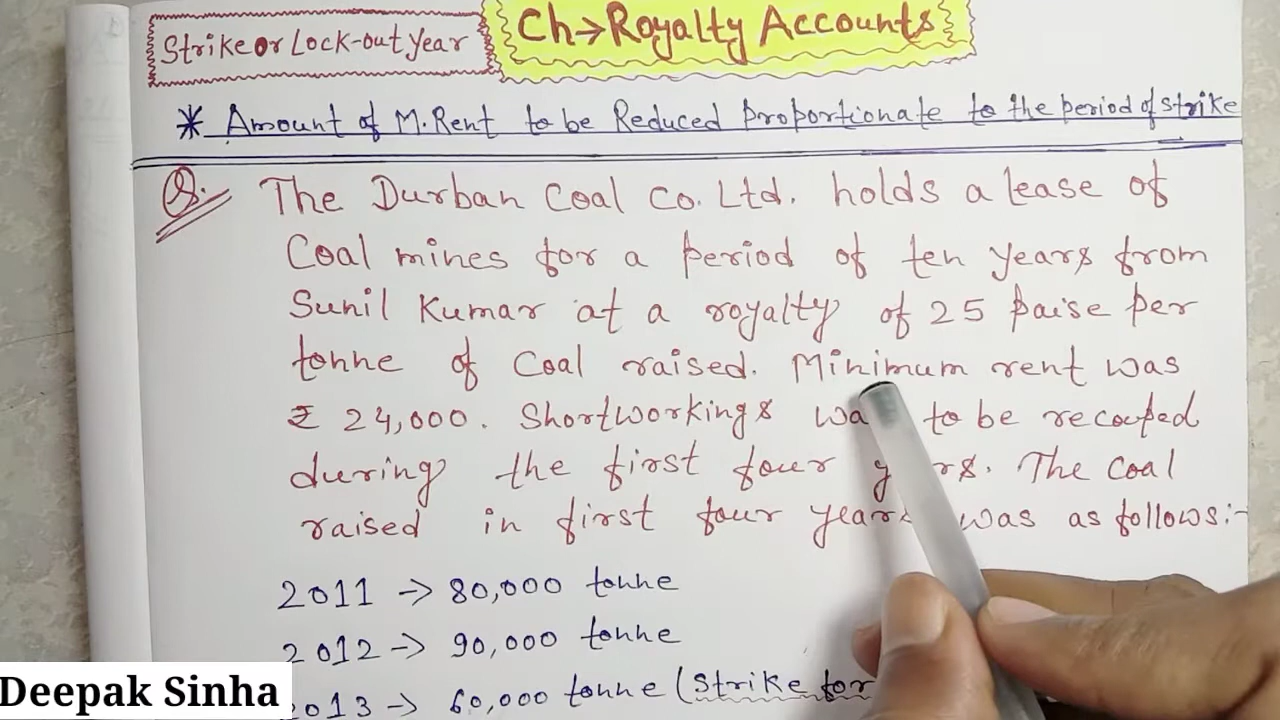 Strike or Lock-out year
Ch→Royalty Accounts
* Amount of M.Rent to be Reduced proportionate to the period of strike
Q. The Durban Coal Co. Ltd. holds a lease of
Coal mines for a period of ten years from
Sunil Kumar at a royalty of 25 paise per
tonne of Coal raised. Minimum rent was
₹ 24,000. Shortworkings wa to be recouped
during the first four y rs. The Coal
raised in first four years was as follows:-
2011 → 80,000 tonne
2012 → 90,000 tonne
2013 → 60,000 tonne (Strike for
Deepak Sinha